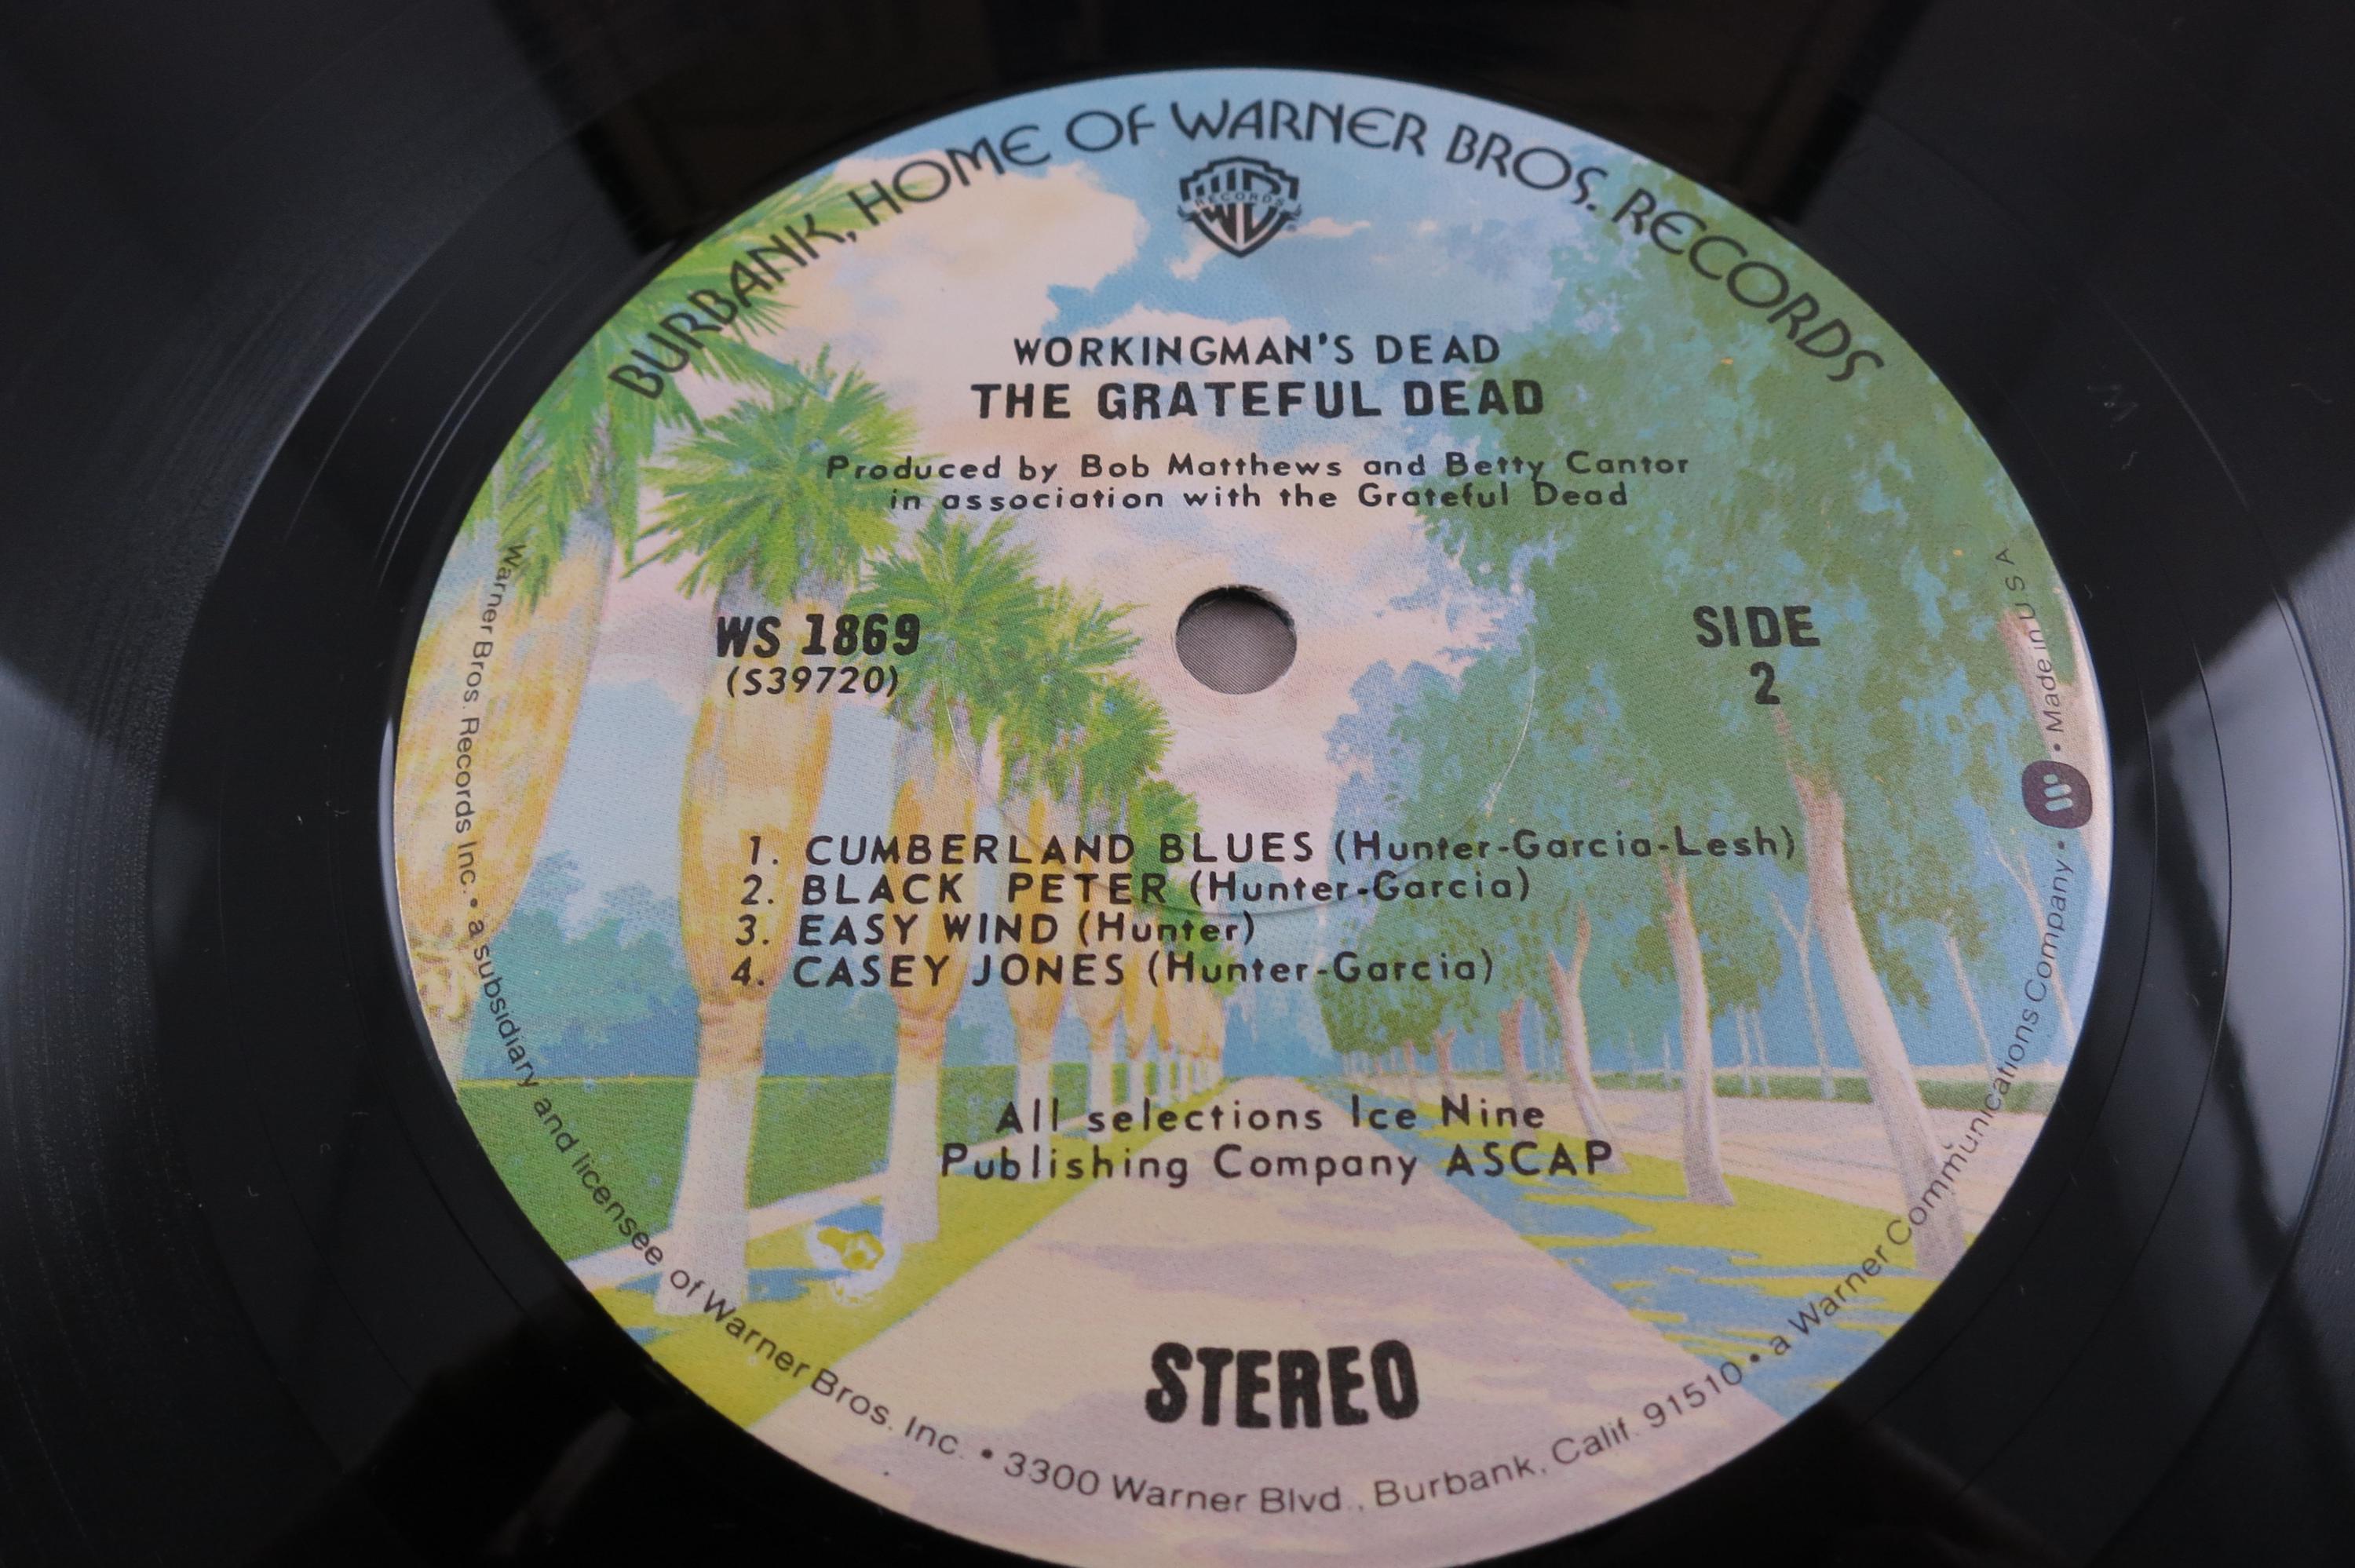 BURBANK, HOME OF WARNER BROS. RECORDS
RECORDS
WORKINGMAN'S DEAD
THE GRATEFUL DEAD
Produced by Bob Matthews and Betty Cantor
in association with the Grateful Dead
WS 1869
(S39720)
SIDE
2
1. CUMBERLAND BLUES (Hunter-Garcia-Lesh)
2. BLACK PETER (Hunter-Garcia)
3. EASY WIND (Hunter)
4. CASEY JONES (Hunter-Garcia)
All selections Ice Nine
Publishing Company ASCAP
STEREO
Warner Bros. Records Inc. • a subsidiary and licensee of Warner Bros. Inc. • 3300 Warner Blvd., Burbank, Calif. 91510 • a Warner Communications Company • • Made in U S A